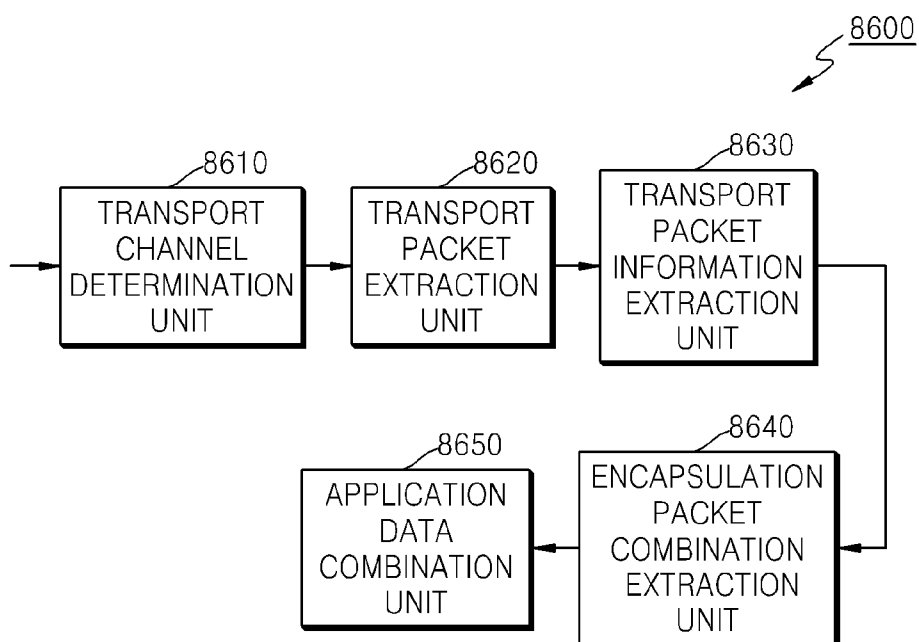 8600
8610
TRANSPORT
CHANNEL
DETERMINATION
UNIT
8620
TRANSPORT
PACKET
EXTRACTION
UNIT
8630
TRANSPORT
PACKET
INFORMATION
EXTRACTION
UNIT
8650
APPLICATION
DATA
COMBINATION
UNIT
8640
ENCAPSULATION
PACKET
COMBINATION
EXTRACTION
UNIT